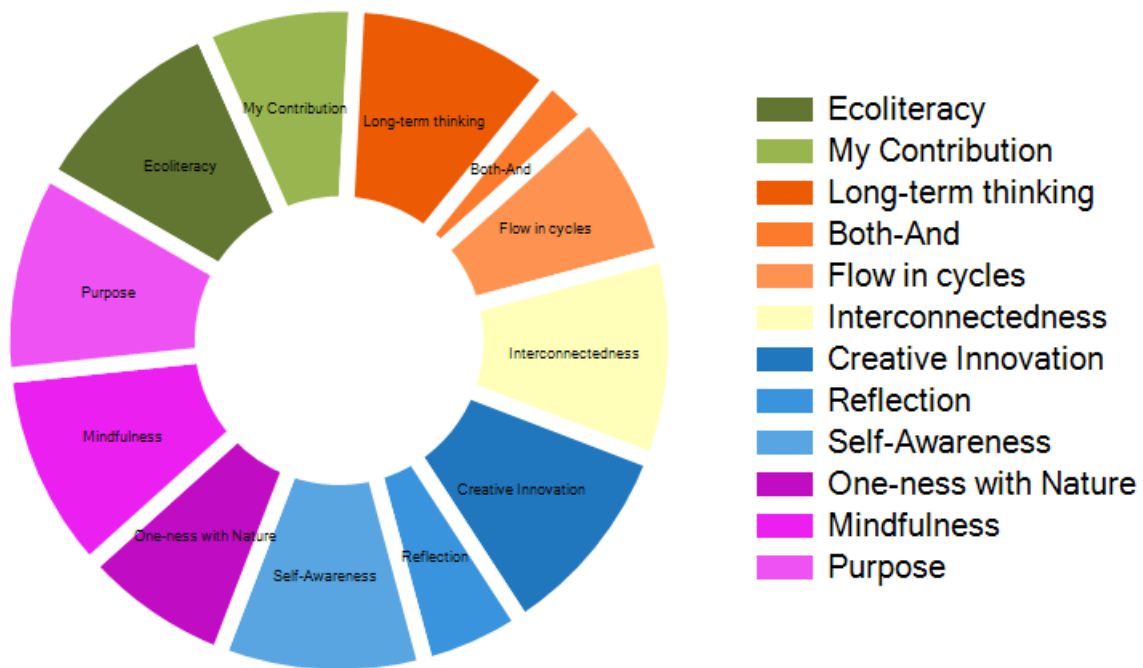 My Contribution
Long-term thinking
Ecoliteracy
Both-And
Flow in cycles
Purpose
Interconnectedness
Mindfulness
Creative Innovation
One-ness with Nature
Reflection
Self-Awareness
Ecoliteracy
My Contribution
Long-term thinking
Both-And
Flow in cycles
Interconnectedness
Creative Innovation
Reflection
Self-Awareness
One-ness with Nature
Mindfulness
Purpose